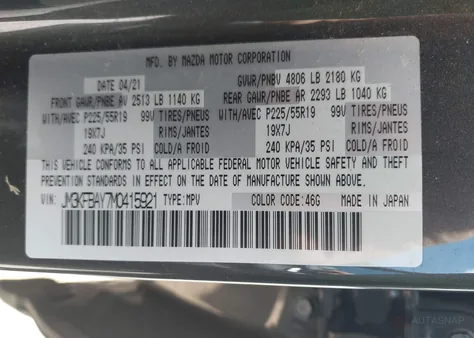 MFD. BY MAZDA MOTOR CORPORATION
DATE 04/21 GVWR/PNBV 4806 LB 2180 KG
FRONT GAWR/PNBE AV 2513 LB 1140 KG REAR GAWR/PNBE AR 2293 LB 1040 KG
WITH/AVEC P225/55R19 99V TIRES/PNEUS WITH/AVEC P225/55R19 99V TIRES/PNEUS
19X7J RIMS/JANTES 19X7J RIMS/JANTES
240 KPA/35 PSI COLD/A FROID 240 KPA/35 PSI COLD/A FROID
THIS VEHICLE CONFORMS TO ALL APPLICABLE FEDERAL MOTOR VEHICLE SAFETY AND THEFT
PREVENTION STANDARDS IN EFFECT ON THE DATE OF MANUFACTURE SHOWN ABOVE.
VIN: JM3KFBAY7M0415921 TYPE:MPV COLOR CODE:46G MADE IN JAPAN
AUTASNAP